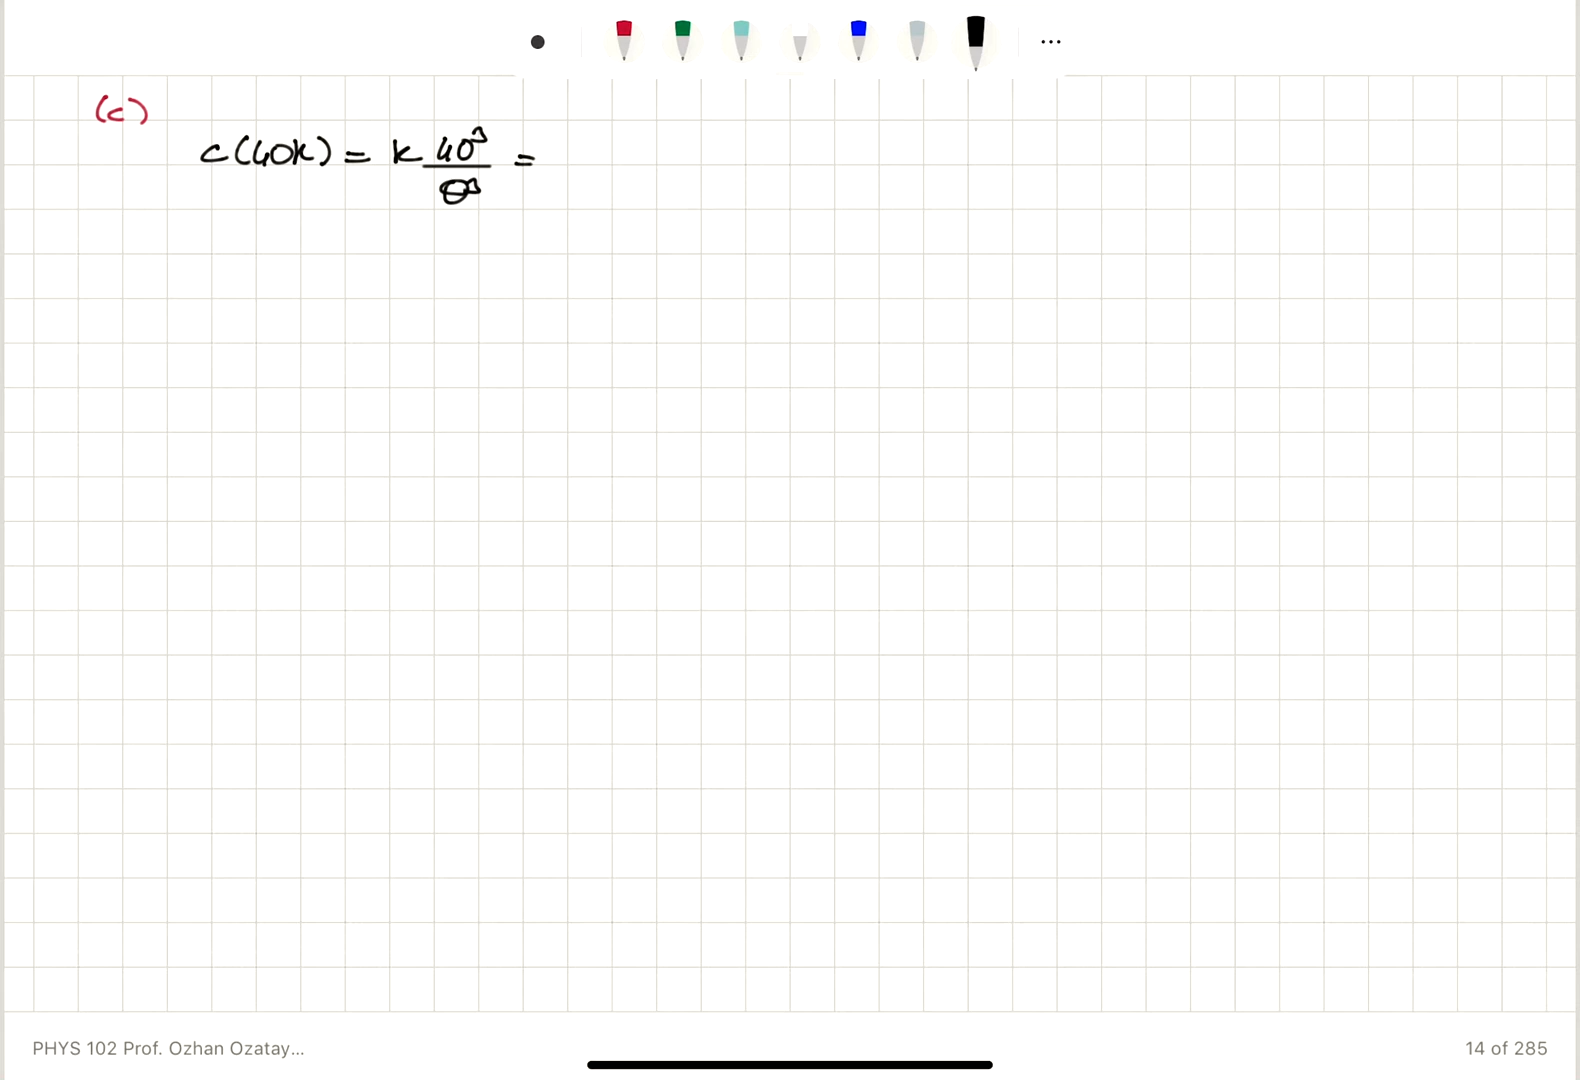 (c)
c(40K) = k 40³/θ³ =
PHYS 102 Prof. Ozhan Ozatay...
14 of 285